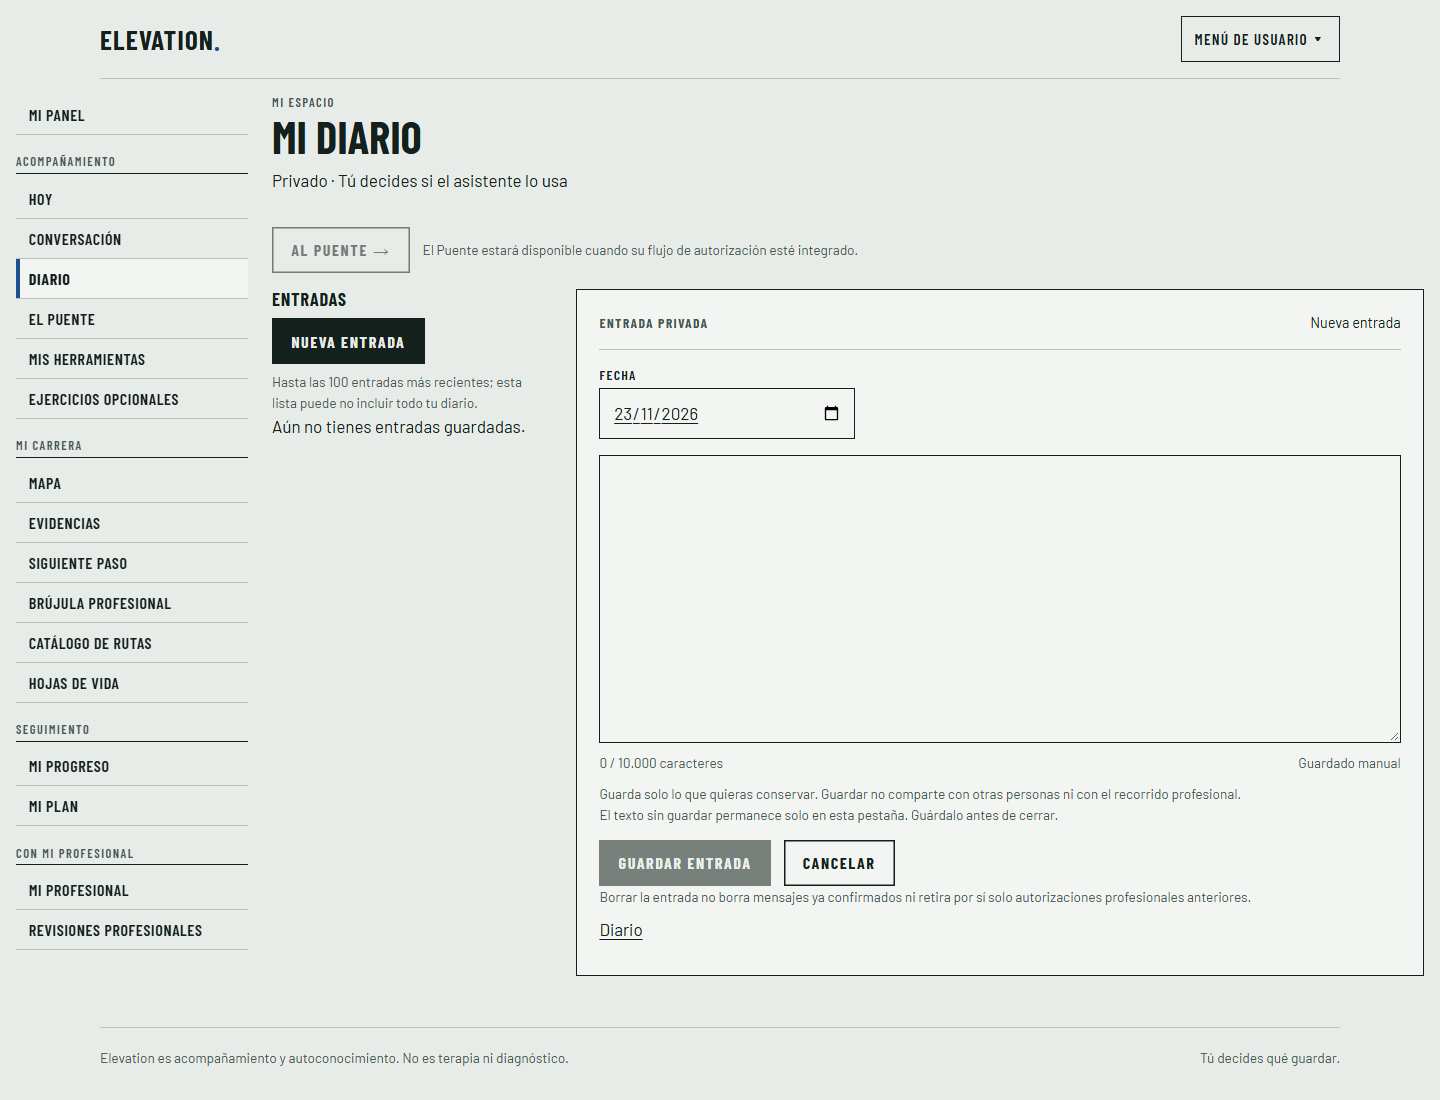 ELEVATION.
MENÚ DE USUARIO
MI PANEL
ACOMPAÑAMIENTO
HOY
CONVERSACIÓN
DIARIO
EL PUENTE
MIS HERRAMIENTAS
EJERCICIOS OPCIONALES
MI CARRERA
MAPA
EVIDENCIAS
SIGUIENTE PASO
BRÚJULA PROFESIONAL
CATÁLOGO DE RUTAS
HOJAS DE VIDA
SEGUIMIENTO
MI PROGRESO
MI PLAN
CON MI PROFESIONAL
MI PROFESIONAL
REVISIONES PROFESIONALES
MI ESPACIO
MI DIARIO
Privado · Tú decides si el asistente lo usa
AL PUENTE →
El Puente estará disponible cuando su flujo de autorización esté integrado.
ENTRADAS
NUEVA ENTRADA
Hasta las 100 entradas más recientes; esta
lista puede no incluir todo tu diario.
Aún no tienes entradas guardadas.
ENTRADA PRIVADA
Nueva entrada
FECHA
23/11/2026
0 / 10.000 caracteres
Guardado manual
Guarda solo lo que quieras conservar. Guardar no comparte con otras personas ni con el recorrido profesional.
El texto sin guardar permanece solo en esta pestaña. Guárdalo antes de cerrar.
GUARDAR ENTRADA
CANCELAR
Borrar la entrada no borra mensajes ya confirmados ni retira por sí solo autorizaciones profesionales anteriores.
Diario
Elevation es acompañamiento y autoconocimiento. No es terapia ni diagnóstico.
Tú decides qué guardar.